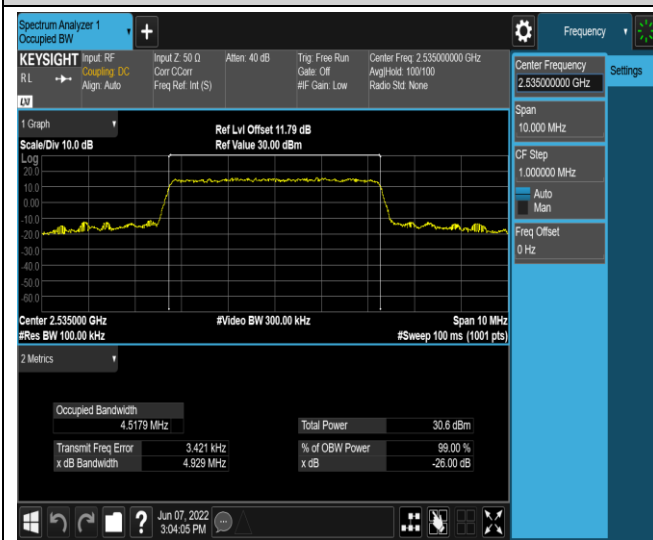 Spectrum Analyzer 1
Occupied BW
+
Frequency
KEYSIGHT
RL
LXI
Input: RF
Coupling: DC
Align: Auto
Input Z: 50 Ω
Corr CCorr
Freq Ref: Int (S)
Atten: 40 dB
Trig: Free Run
Gate: Off
#IF Gain: Low
Center Freq: 2.535000000 GHz
Avg|Hold: 100/100
Radio Std: None
Center Frequency
2.535000000 GHz
Settings
Span
10.000 MHz
CF Step
1.000000 MHz
Auto
Man
Freq Offset
0 Hz
1 Graph
Scale/Div 10.0 dB
Ref Lvl Offset 11.79 dB
Ref Value 30.00 dBm
Log
20.0
10.0
0.00
-10.0
-20.0
-30.0
-40.0
-50.0
-60.0
Center 2.535000 GHz
#Video BW 300.00 kHz
Span 10 MHz
#Res BW 100.00 kHz
#Sweep 100 ms (1001 pts)
2 Metrics
Occupied Bandwidth
4.5179 MHz
Total Power 30.6 dBm
Transmit Freq Error 3.421 kHz
% of OBW Power 99.00 %
x dB Bandwidth 4.929 MHz
x dB -26.00 dB
?
Jun 07, 2022
3:04:05 PM